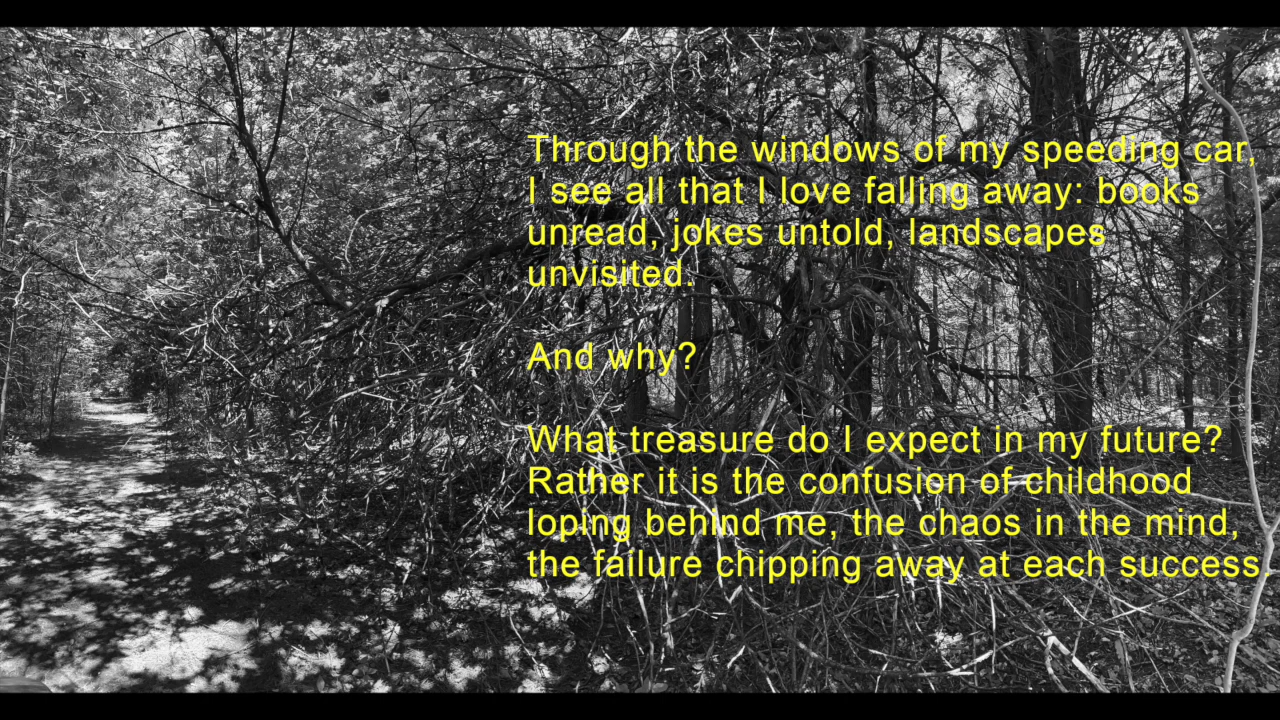 Through the windows of my speeding car,
I see all that I love falling away: books
unread, jokes untold, landscapes
unvisited.
And why?
What treasure do I expect in my future?
Rather it is the confusion of childhood
loping behind me, the chaos in the mind,
the failure chipping away at each success.